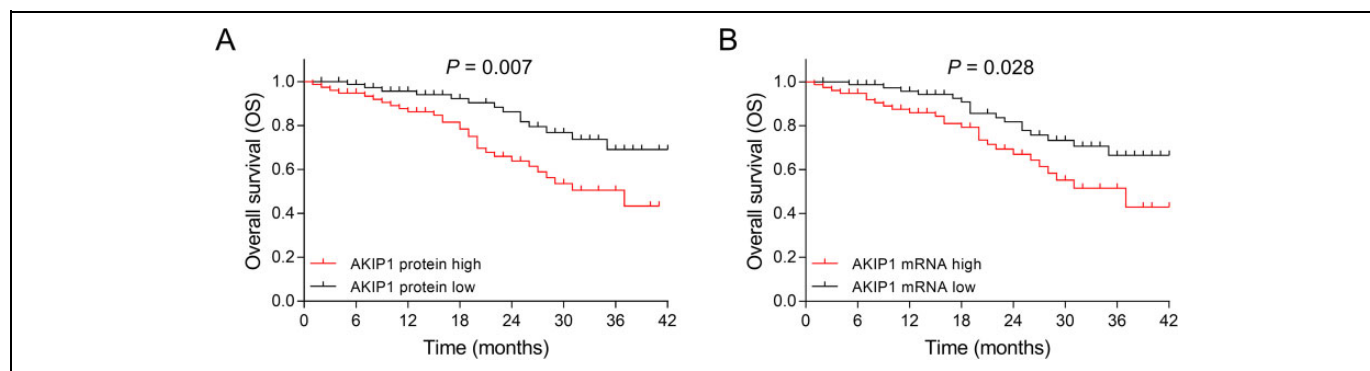 A
P = 0.007
Overall survival (OS)
1.0
0.8
0.6
0.4
0.2
0.0
AKIP1 protein high
AKIP1 protein low
0 6 12 18 24 30 36 42
Time (months)
B
P = 0.028
Overall survival (OS)
1.0
0.8
0.6
0.4
0.2
0.0
AKIP1 mRNA high
AKIP1 mRNA low
0 6 12 18 24 30 36 42
Time (months)